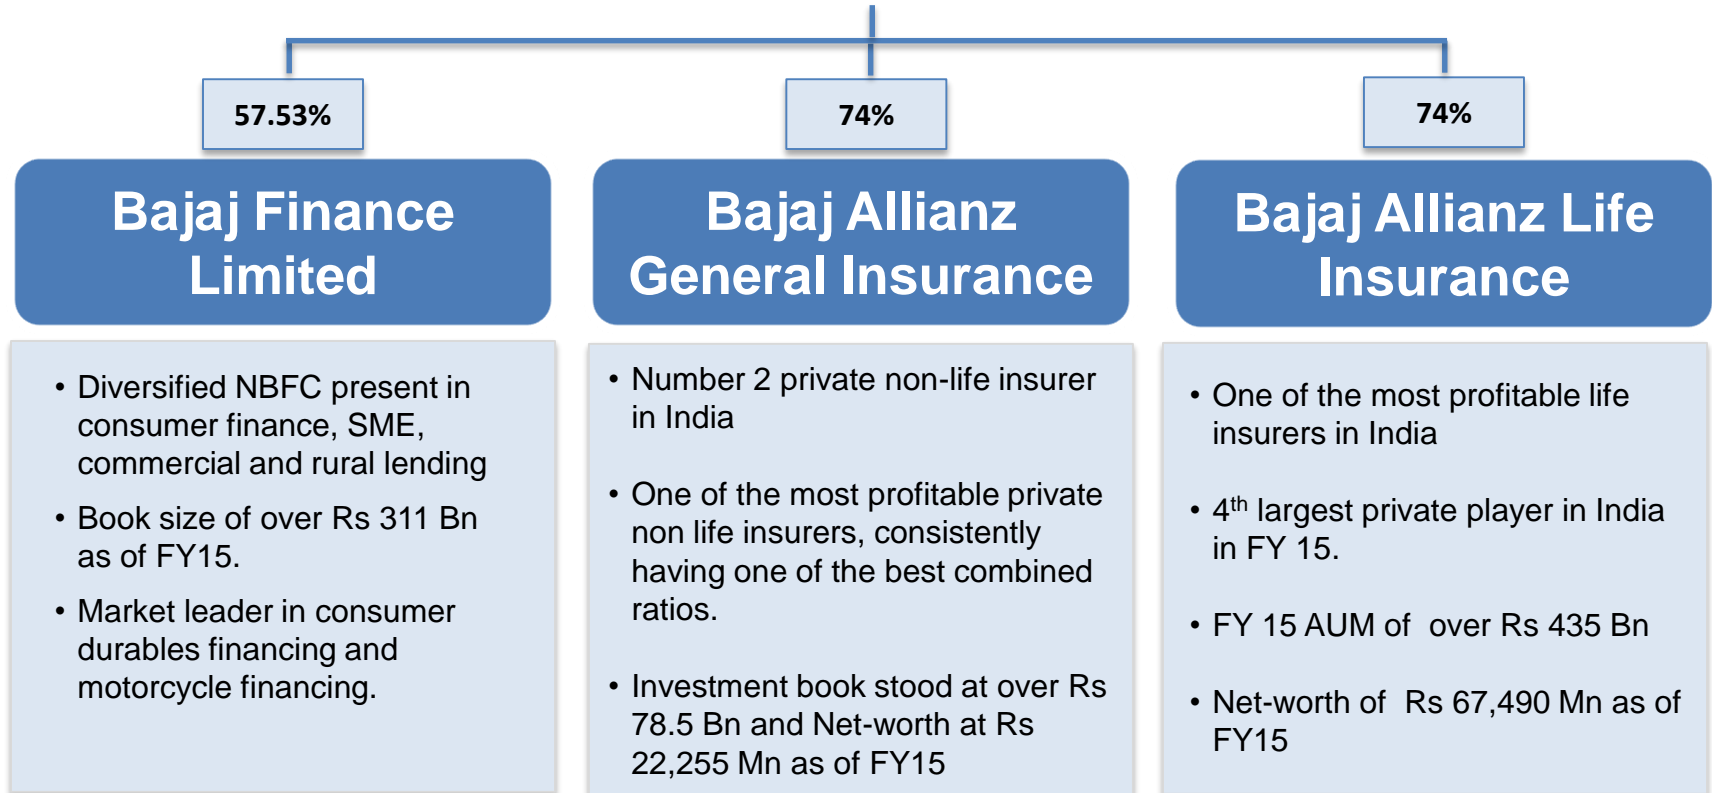 57.53%
74%
74%
Bajaj Finance
Limited
Bajaj Allianz
General Insurance
Bajaj Allianz Life
Insurance
• Diversified NBFC present in
consumer finance, SME,
commercial and rural lending
• Book size of over Rs 311 Bn
as of FY15.
• Market leader in consumer
durables financing and
motorcycle financing.
• Number 2 private non-life insurer
in India
• One of the most profitable private
non life insurers, consistently
having one of the best combined
ratios.
• Investment book stood at over Rs
78.5 Bn and Net-worth at Rs
22,255 Mn as of FY15
• One of the most profitable life
insurers in India
• 4th largest private player in India
in FY 15.
• FY 15 AUM of  over Rs 435 Bn
• Net-worth of  Rs 67,490 Mn as of
FY15